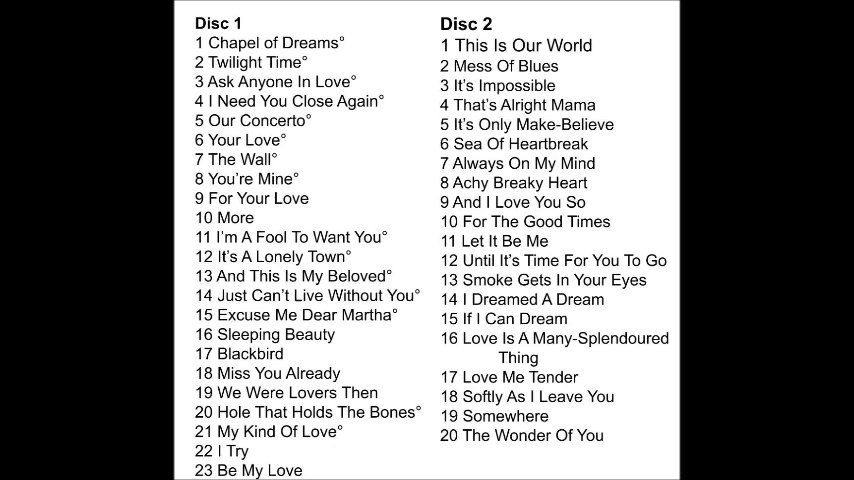 Disc 1
1 Chapel of Dreams°
2 Twilight Time°
3 Ask Anyone In Love°
4 I Need You Close Again°
5 Our Concerto°
6 Your Love°
7 The Wall°
8 You’re Mine°
9 For Your Love
10 More
11 I’m A Fool To Want You°
12 It’s A Lonely Town°
13 And This Is My Beloved°
14 Just Can’t Live Without You°
15 Excuse Me Dear Martha°
16 Sleeping Beauty
17 Blackbird
18 Miss You Already
19 We Were Lovers Then
20 Hole That Holds The Bones°
21 My Kind Of Love°
22 I Try
23 Be My Love
Disc 2
1 This Is Our World
2 Mess Of Blues
3 It’s Impossible
4 That’s Alright Mama
5 It’s Only Make-Believe
6 Sea Of Heartbreak
7 Always On My Mind
8 Achy Breaky Heart
9 And I Love You So
10 For The Good Times
11 Let It Be Me
12 Until It’s Time For You To Go
13 Smoke Gets In Your Eyes
14 I Dreamed A Dream
15 If I Can Dream
16 Love Is A Many-Splendoured
Thing
17 Love Me Tender
18 Softly As I Leave You
19 Somewhere
20 The Wonder Of You